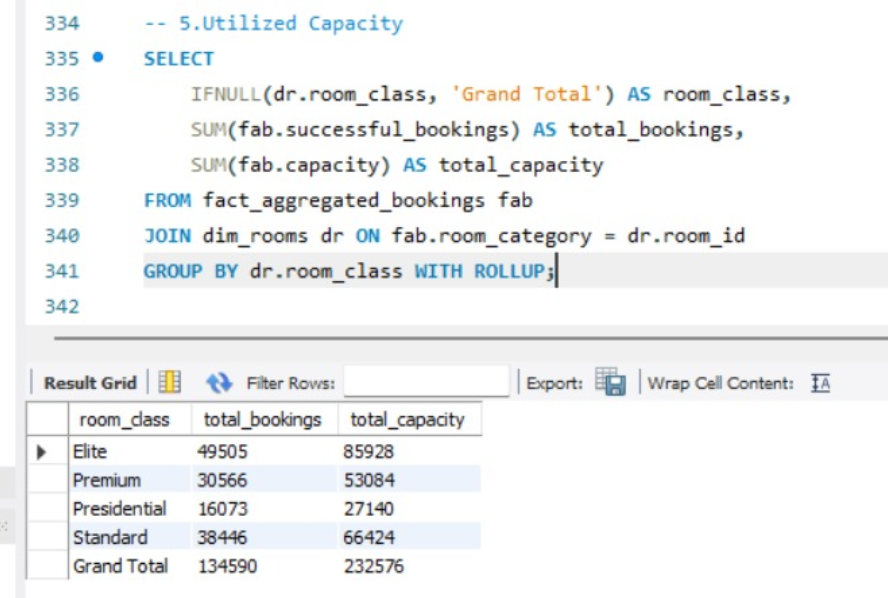 334 -- 5.Utilized Capacity
335 SELECT
336 IFNULL(dr.room_class, 'Grand Total') AS room_class,
337 SUM(fab.successful_bookings) AS total_bookings,
338 SUM(fab.capacity) AS total_capacity
339 FROM fact_aggregated_bookings fab
340 JOIN dim_rooms dr ON fab.room_category = dr.room_id
341 GROUP BY dr.room_class WITH ROLLUP;
342
Result Grid Filter Rows: Export: Wrap Cell Content: IA
room_class total_bookings total_capacity
Elite 49505 85928
Premium 30566 53084
Presidential 16073 27140
Standard 38446 66424
Grand Total 134590 232576